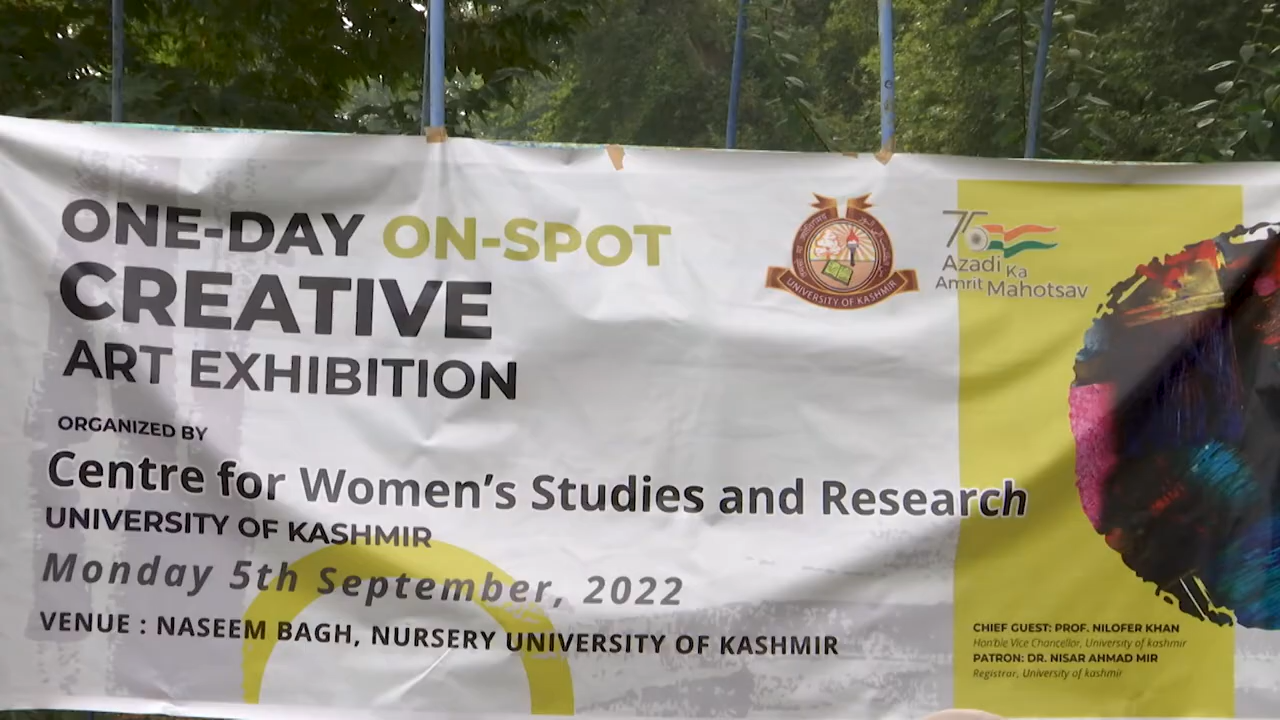 ONE-DAY ON-SPOT
CREATIVE
ART EXHIBITION
ORGANIZED BY
Centre for Women's Studies and Research
UNIVERSITY OF KASHMIR
Monday 5th September, 2022
VENUE : NASEEM BAGH, NURSERY UNIVERSITY OF KASHMIR
UNIVERSITY OF KASHMIR
75
Azadi Ka
Amrit Mahotsav
CHIEF GUEST: PROF. NILOFER KHAN
Hon'ble Vice Chancellor, University of kashmir
PATRON: DR. NISAR AHMAD MIR
Registrar, University of kashmir